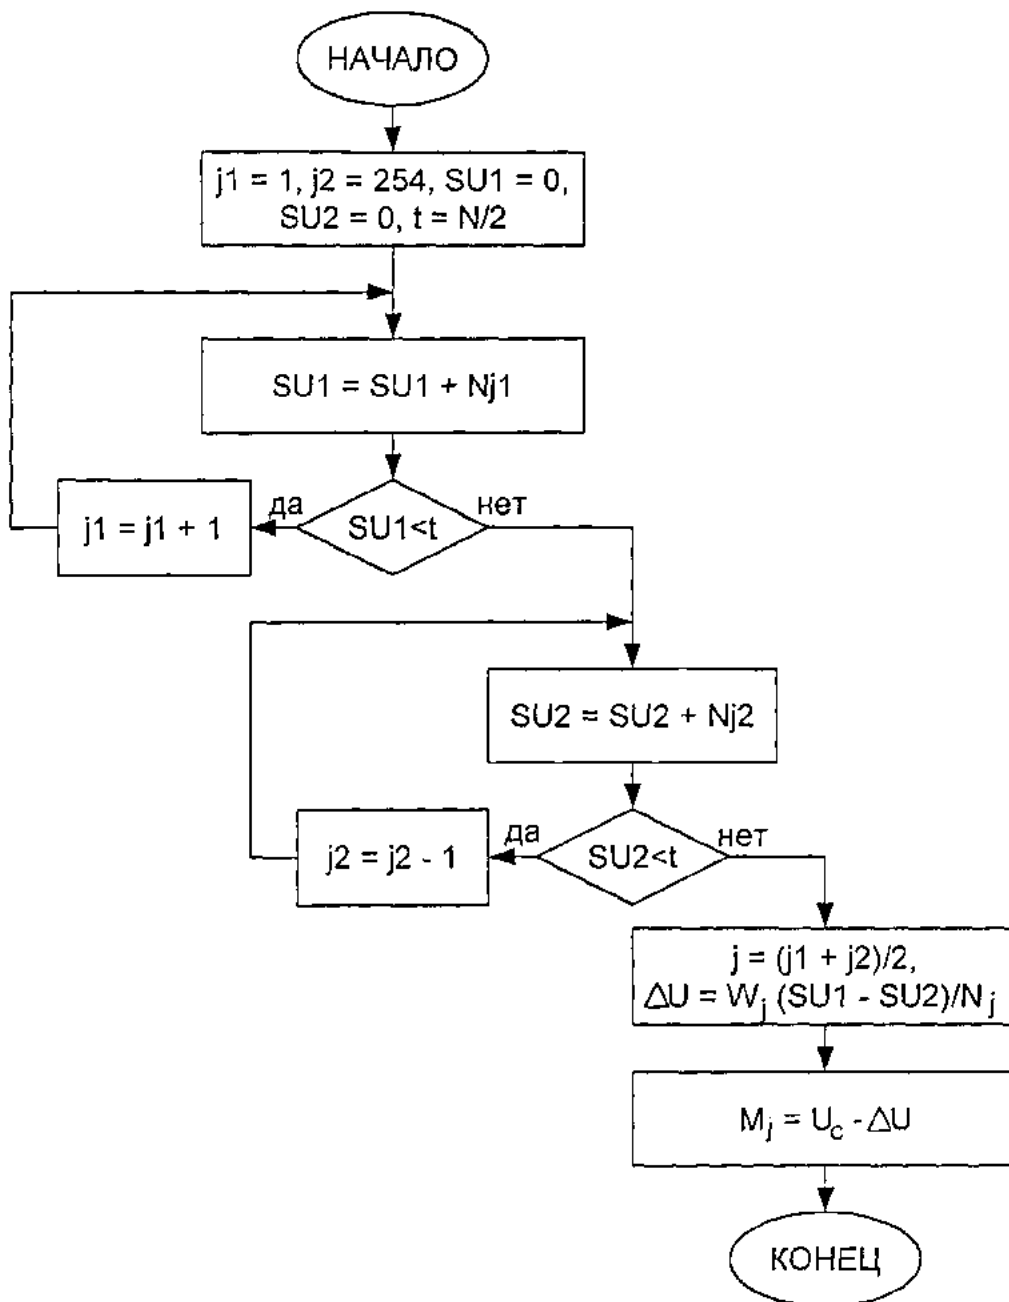 НАЧАЛО
j1 = 1, j2 = 254, SU1 = 0,
SU2 = 0, t = N/2
SU1 = SU1 + Nj1
да
нет
j1 = j1 + 1
SU1<t
SU2 = SU2 + Nj2
да
нет
j2 = j2 - 1
SU2<t
j = (j1 + j2)/2,
ΔU = Wj (SU1 - SU2)/Nj
Mj = Uc - ΔU
КОНЕЦ